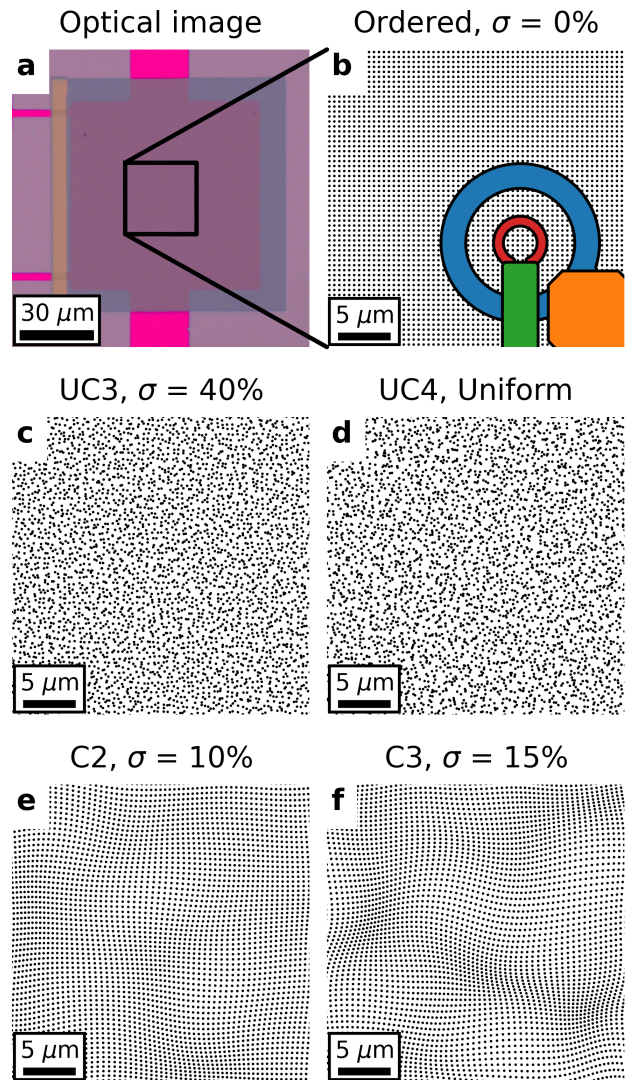 Optical image
Ordered, σ = 0%
a
b
30 μm
5 μm
UC3, σ = 40%
UC4, Uniform
c
d
5 μm
5 μm
C2, σ = 10%
C3, σ = 15%
e
f
5 μm
5 μm